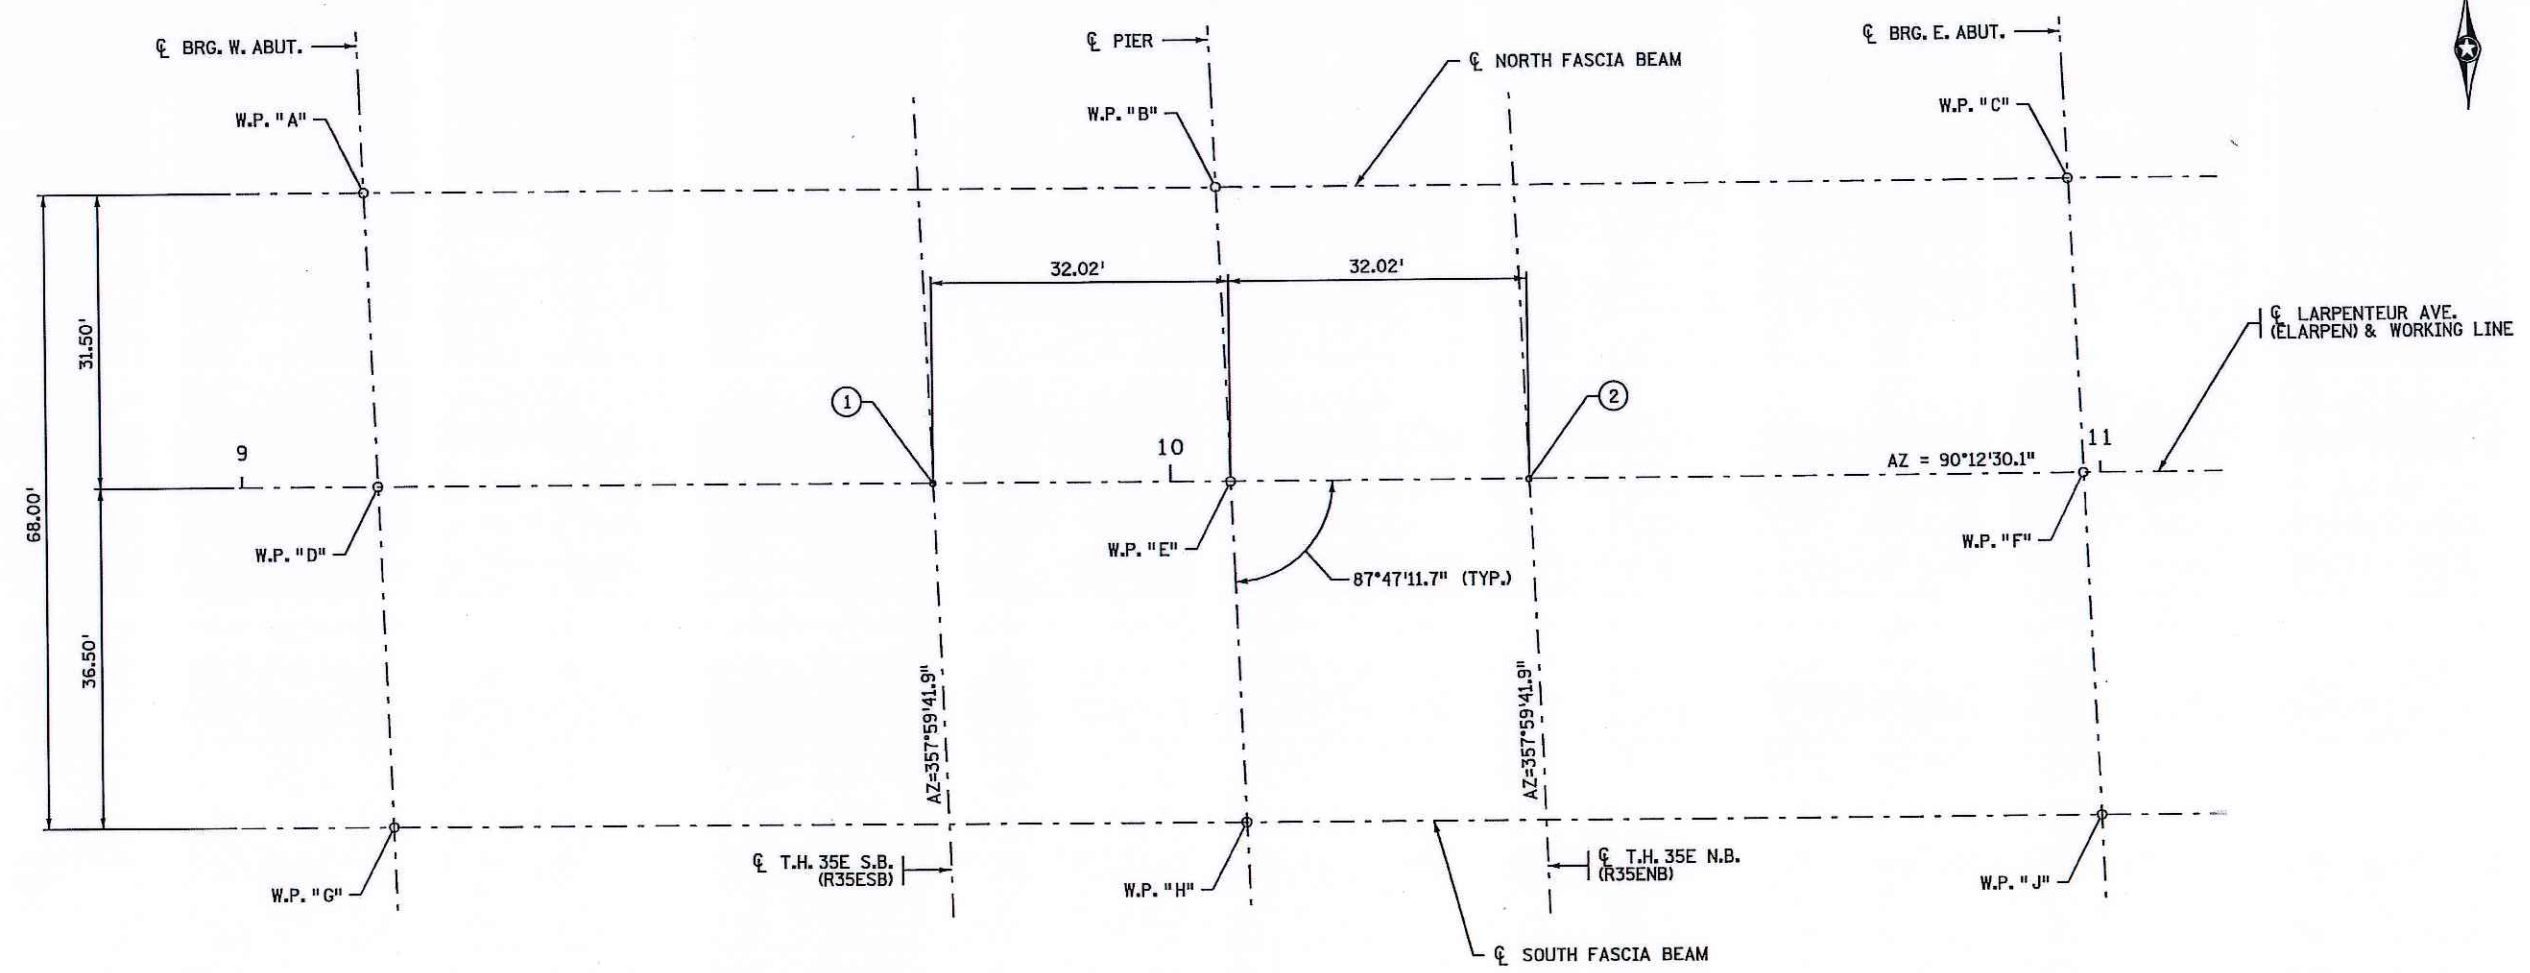 ℄ BRG. W. ABUT.
℄ PIER
℄ BRG. E. ABUT.
℄ NORTH FASCIA BEAM
W.P. "A"
W.P. "B"
W.P. "C"
32.02'
32.02'
31.50'
68.00'
36.50'
℄ LARPENTEUR AVE.
(ELARPEN) & WORKING LINE
1
2
9
10
11
AZ = 90°12'30.1"
W.P. "D"
W.P. "E"
W.P. "F"
87°47'11.7" (TYP.)
AZ=357°59'41.9"
AZ=357°59'41.9"
℄ T.H. 35E S.B.
(R35ESB)
℄ T.H. 35E N.B.
(R35ENB)
W.P. "G"
W.P. "H"
W.P. "J"
℄ SOUTH FASCIA BEAM